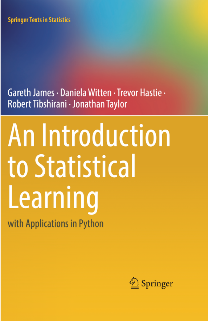 Springer Texts in Statistics
Gareth James · Daniela Witten · Trevor Hastie ·
Robert Tibshirani · Jonathan Taylor
An Introduction
to Statistical
Learning
with Applications in Python
Springer